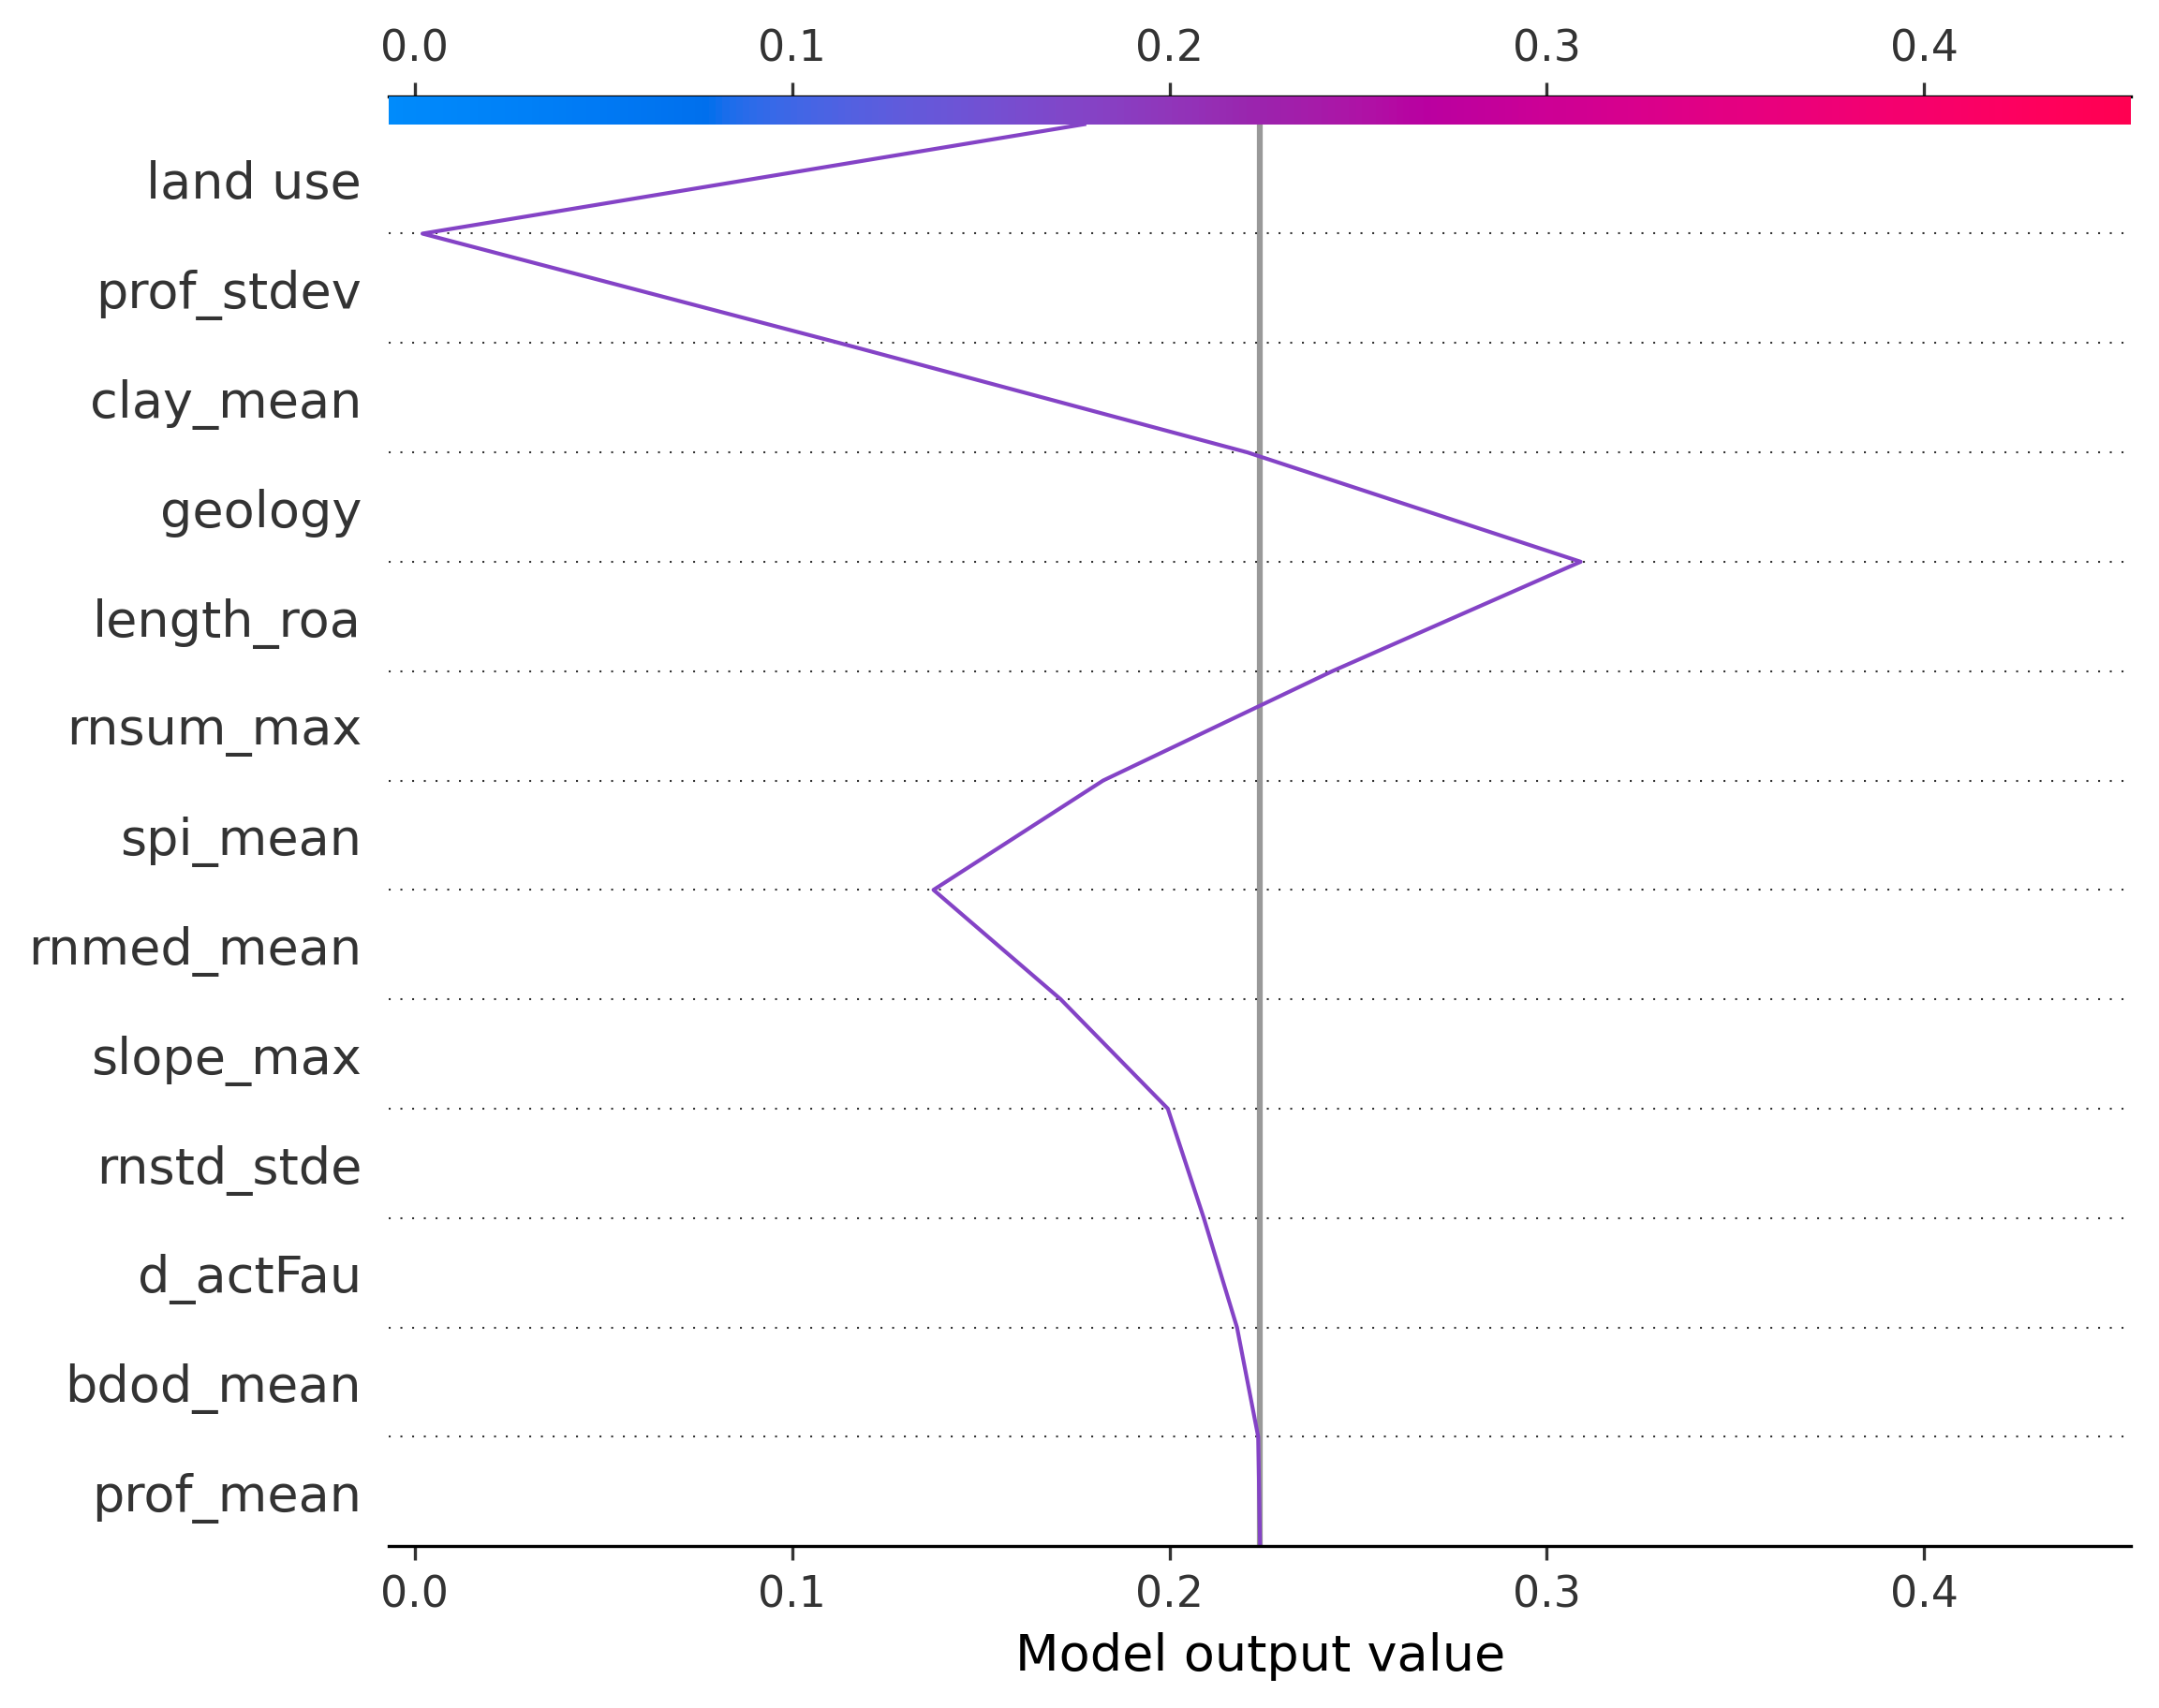 0.0 0.1 0.2 0.3 0.4
land use
prof_stdev
clay_mean
geology
length_roa
rnsum_max
spi_mean
rnmed_mean
slope_max
rnstd_stde
d_actFau
bdod_mean
prof_mean
0.0 0.1 0.2 0.3 0.4
Model output value